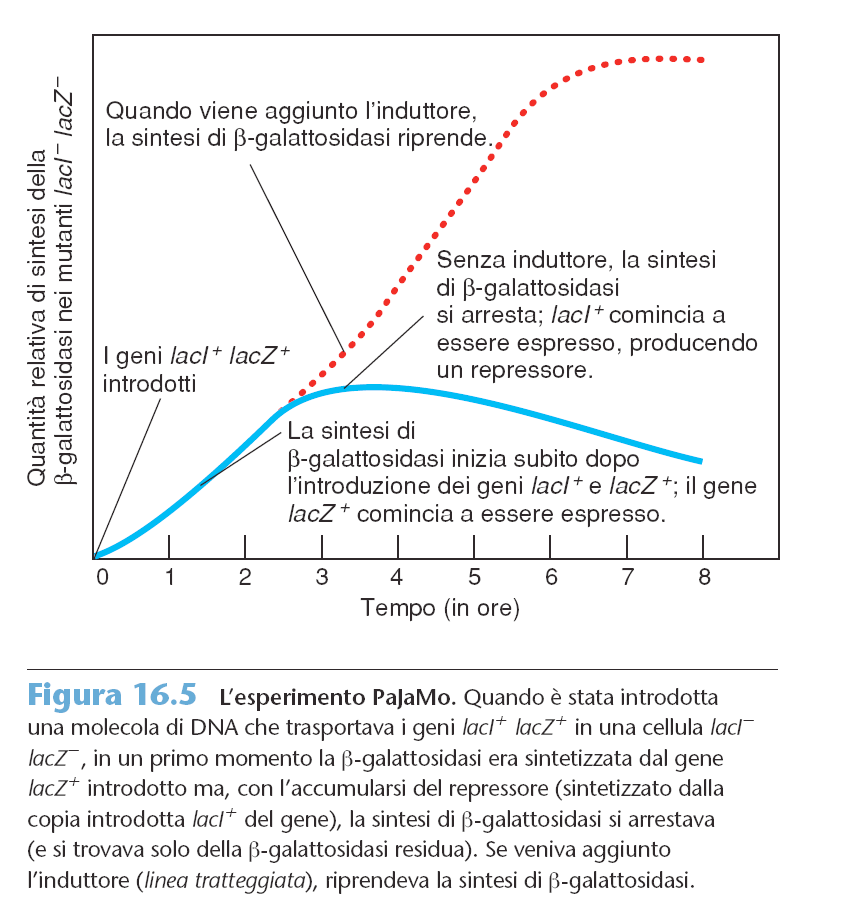 Quantità relativa di sintesi della
β-galattosidasi nei mutanti lacI⁻ lacZ⁻
Quando viene aggiunto l'induttore,
la sintesi di β-galattosidasi riprende.
Senza induttore, la sintesi
di β-galattosidasi
si arresta; lacI⁺ comincia a
essere espresso, producendo
un repressore.
I geni lacI⁺ lacZ⁺
introdotti
La sintesi di
β-galattosidasi inizia subito dopo
l'introduzione dei geni lacI⁺ e lacZ⁺; il gene
lacZ⁺ comincia a essere espresso.
0 1 2 3 4 5 6 7 8
Tempo (in ore)
Figura 16.5 L'esperimento PaJaMo. Quando è stata introdotta
una molecola di DNA che trasportava i geni lacI⁺ lacZ⁺ in una cellula lacI⁻
lacZ⁻, in un primo momento la β-galattosidasi era sintetizzata dal gene
lacZ⁺ introdotto ma, con l'accumularsi del repressore (sintetizzato dalla
copia introdotta lacI⁺ del gene), la sintesi di β-galattosidasi si arrestava
(e si trovava solo della β-galattosidasi residua). Se veniva aggiunto
l'induttore (linea tratteggiata), riprendeva la sintesi di β-galattosidasi.